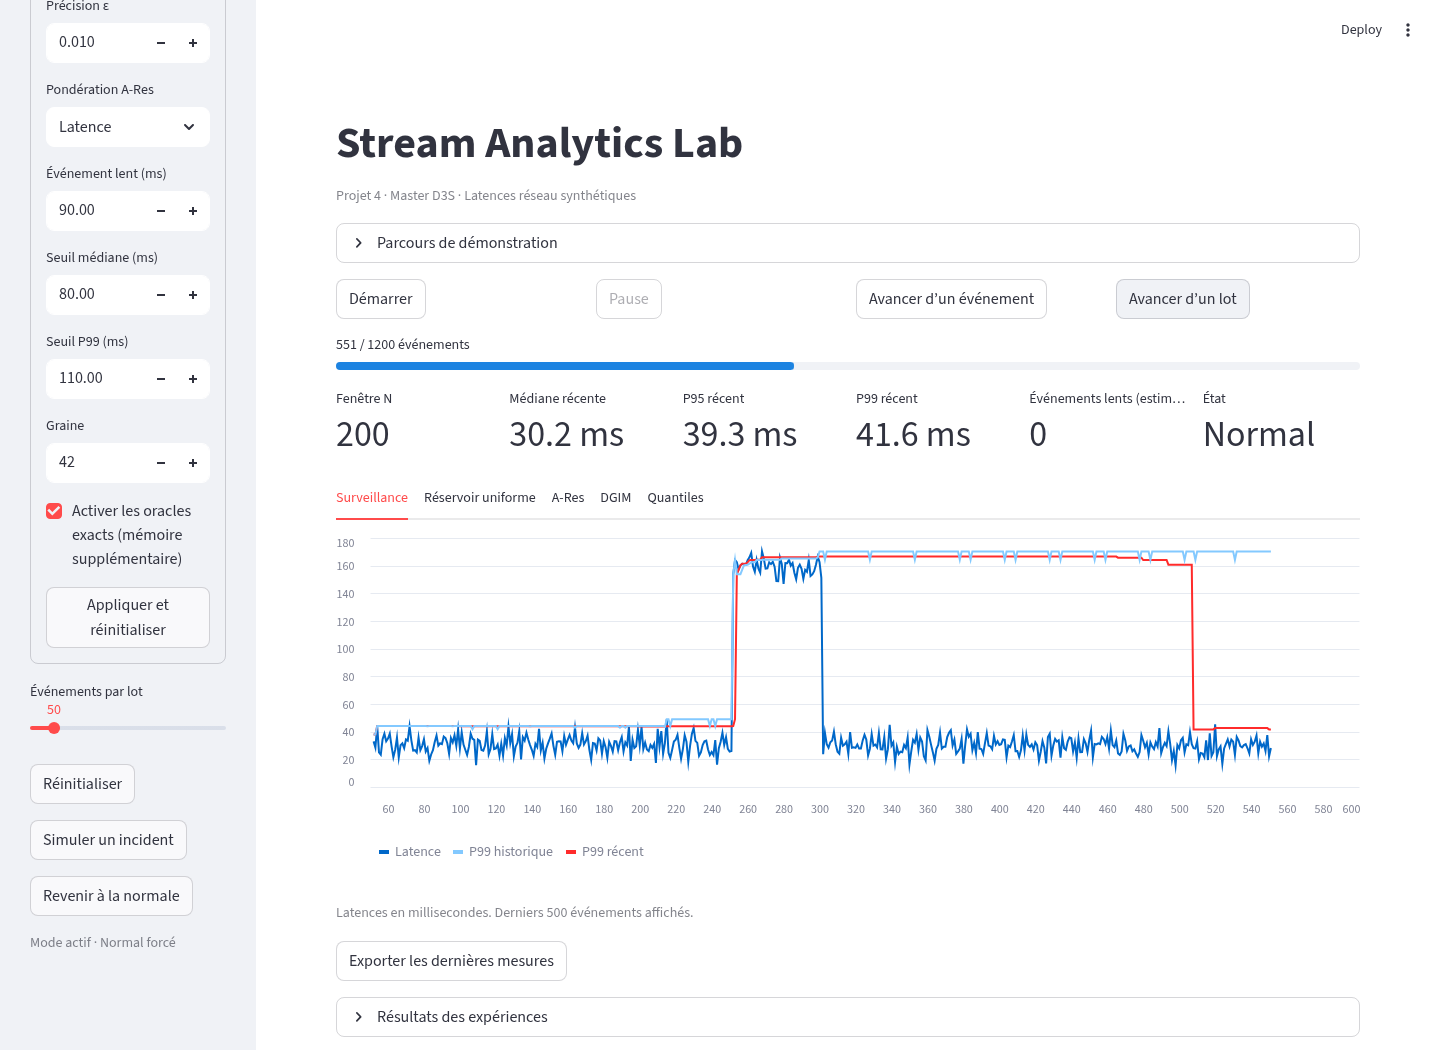 Précision ε
0.010
Pondération A-Res
Latence
Événement lent (ms)
90.00
Seuil médiane (ms)
80.00
Seuil P99 (ms)
110.00
Graine
42
Activer les oracles
exacts (mémoire
supplémentaire)
Appliquer et
réinitialiser
Événements par lot
50
Réinitialiser
Simuler un incident
Revenir à la normale
Mode actif · Normal forcé
Deploy
Stream Analytics Lab
Projet 4 · Master D3S · Latences réseau synthétiques
Parcours de démonstration
Démarrer
Pause
Avancer d’un événement
Avancer d’un lot
551 / 1200 événements
Fenêtre N
200
Médiane récente
30.2 ms
P95 récent
39.3 ms
P99 récent
41.6 ms
Événements lents (estim…
0
État
Normal
Surveillance Réservoir uniforme A-Res DGIM Quantiles
180
160
140
120
100
80
60
40
20
0
60 80 100 120 140 160 180 200 220 240 260 280 300 320 340 360 380 400 420 440 460 480 500 520 540 560 580 600
Latence P99 historique P99 récent
Latences en millisecondes. Derniers 500 événements affichés.
Exporter les dernières mesures
Résultats des expériences